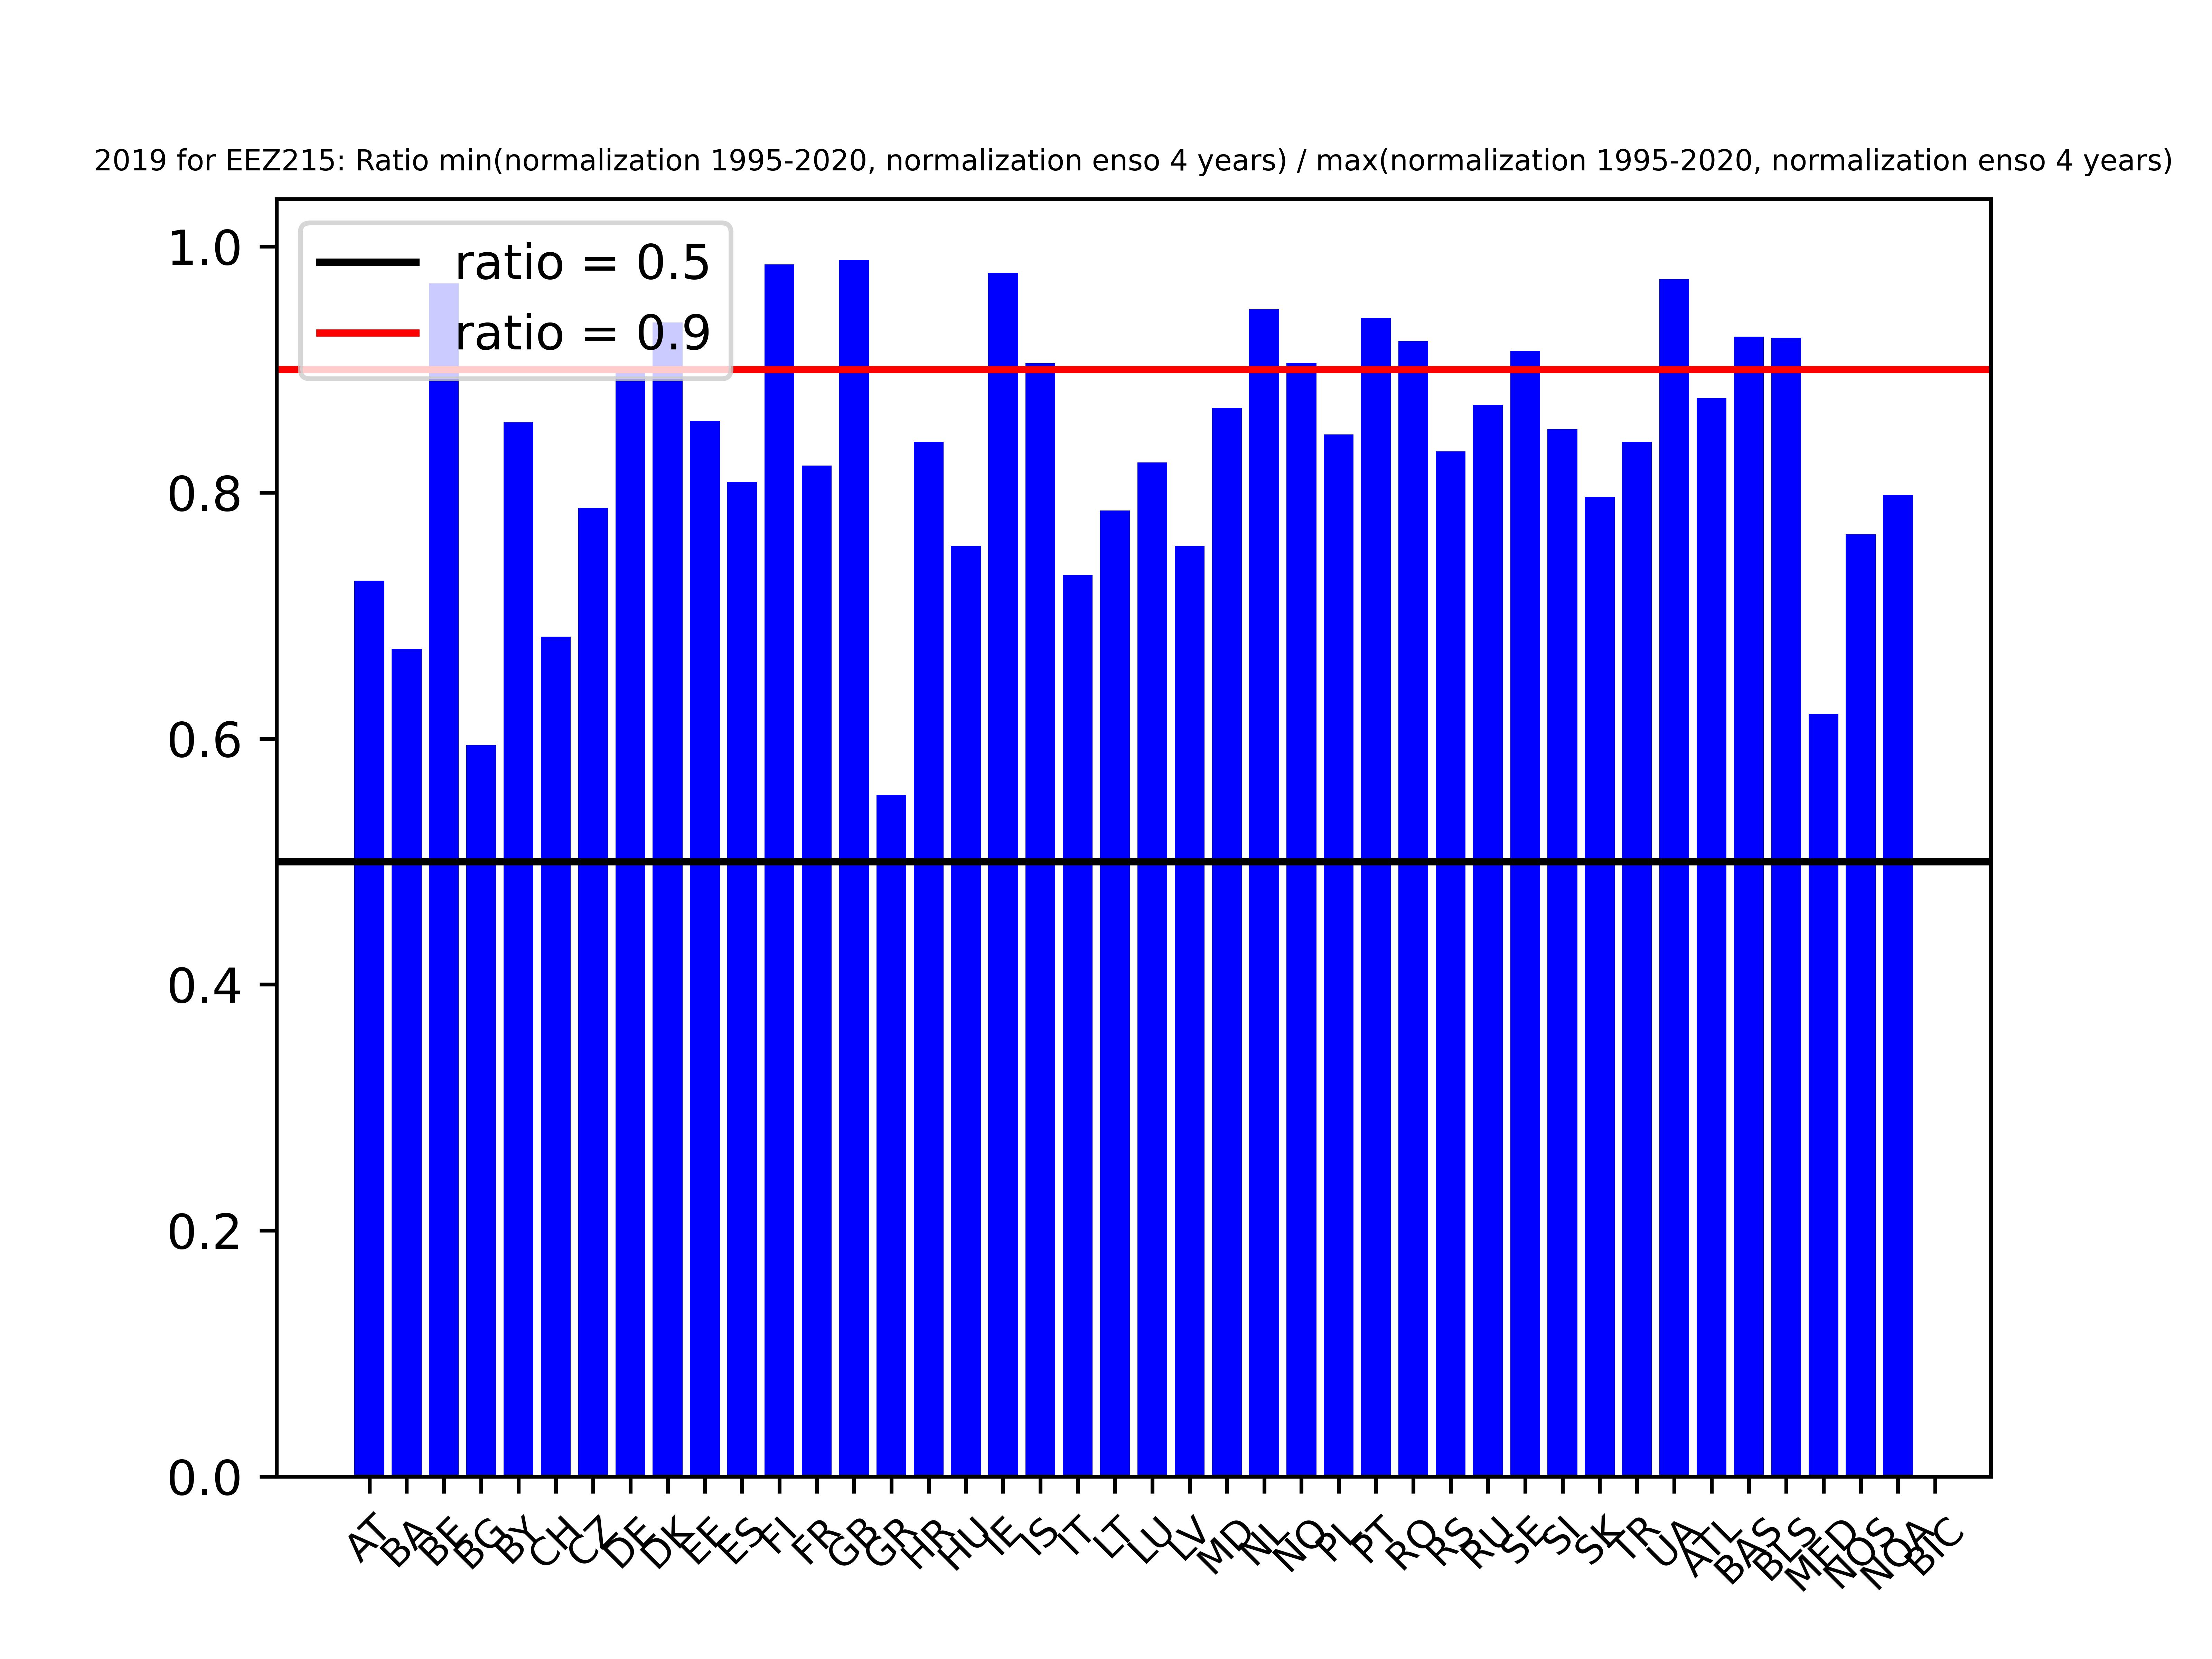 2019 for EEZ215: Ratio min(normalization 1995-2020, normalization enso 4 years) / max(normalization 1995-2020, normalization enso 4 years)
ratio = 0.5
ratio = 0.9
1.0
0.8
0.6
0.4
0.2
0.0
AT BA BE BG BY CH CZ DE DK EE ES FI FR GB GR HR HU IE IS IT LT LU LV MD NL NO PL PT RO RS RU SE SI SK TR UA ATL BAS BLS MED NOS NOA BIC